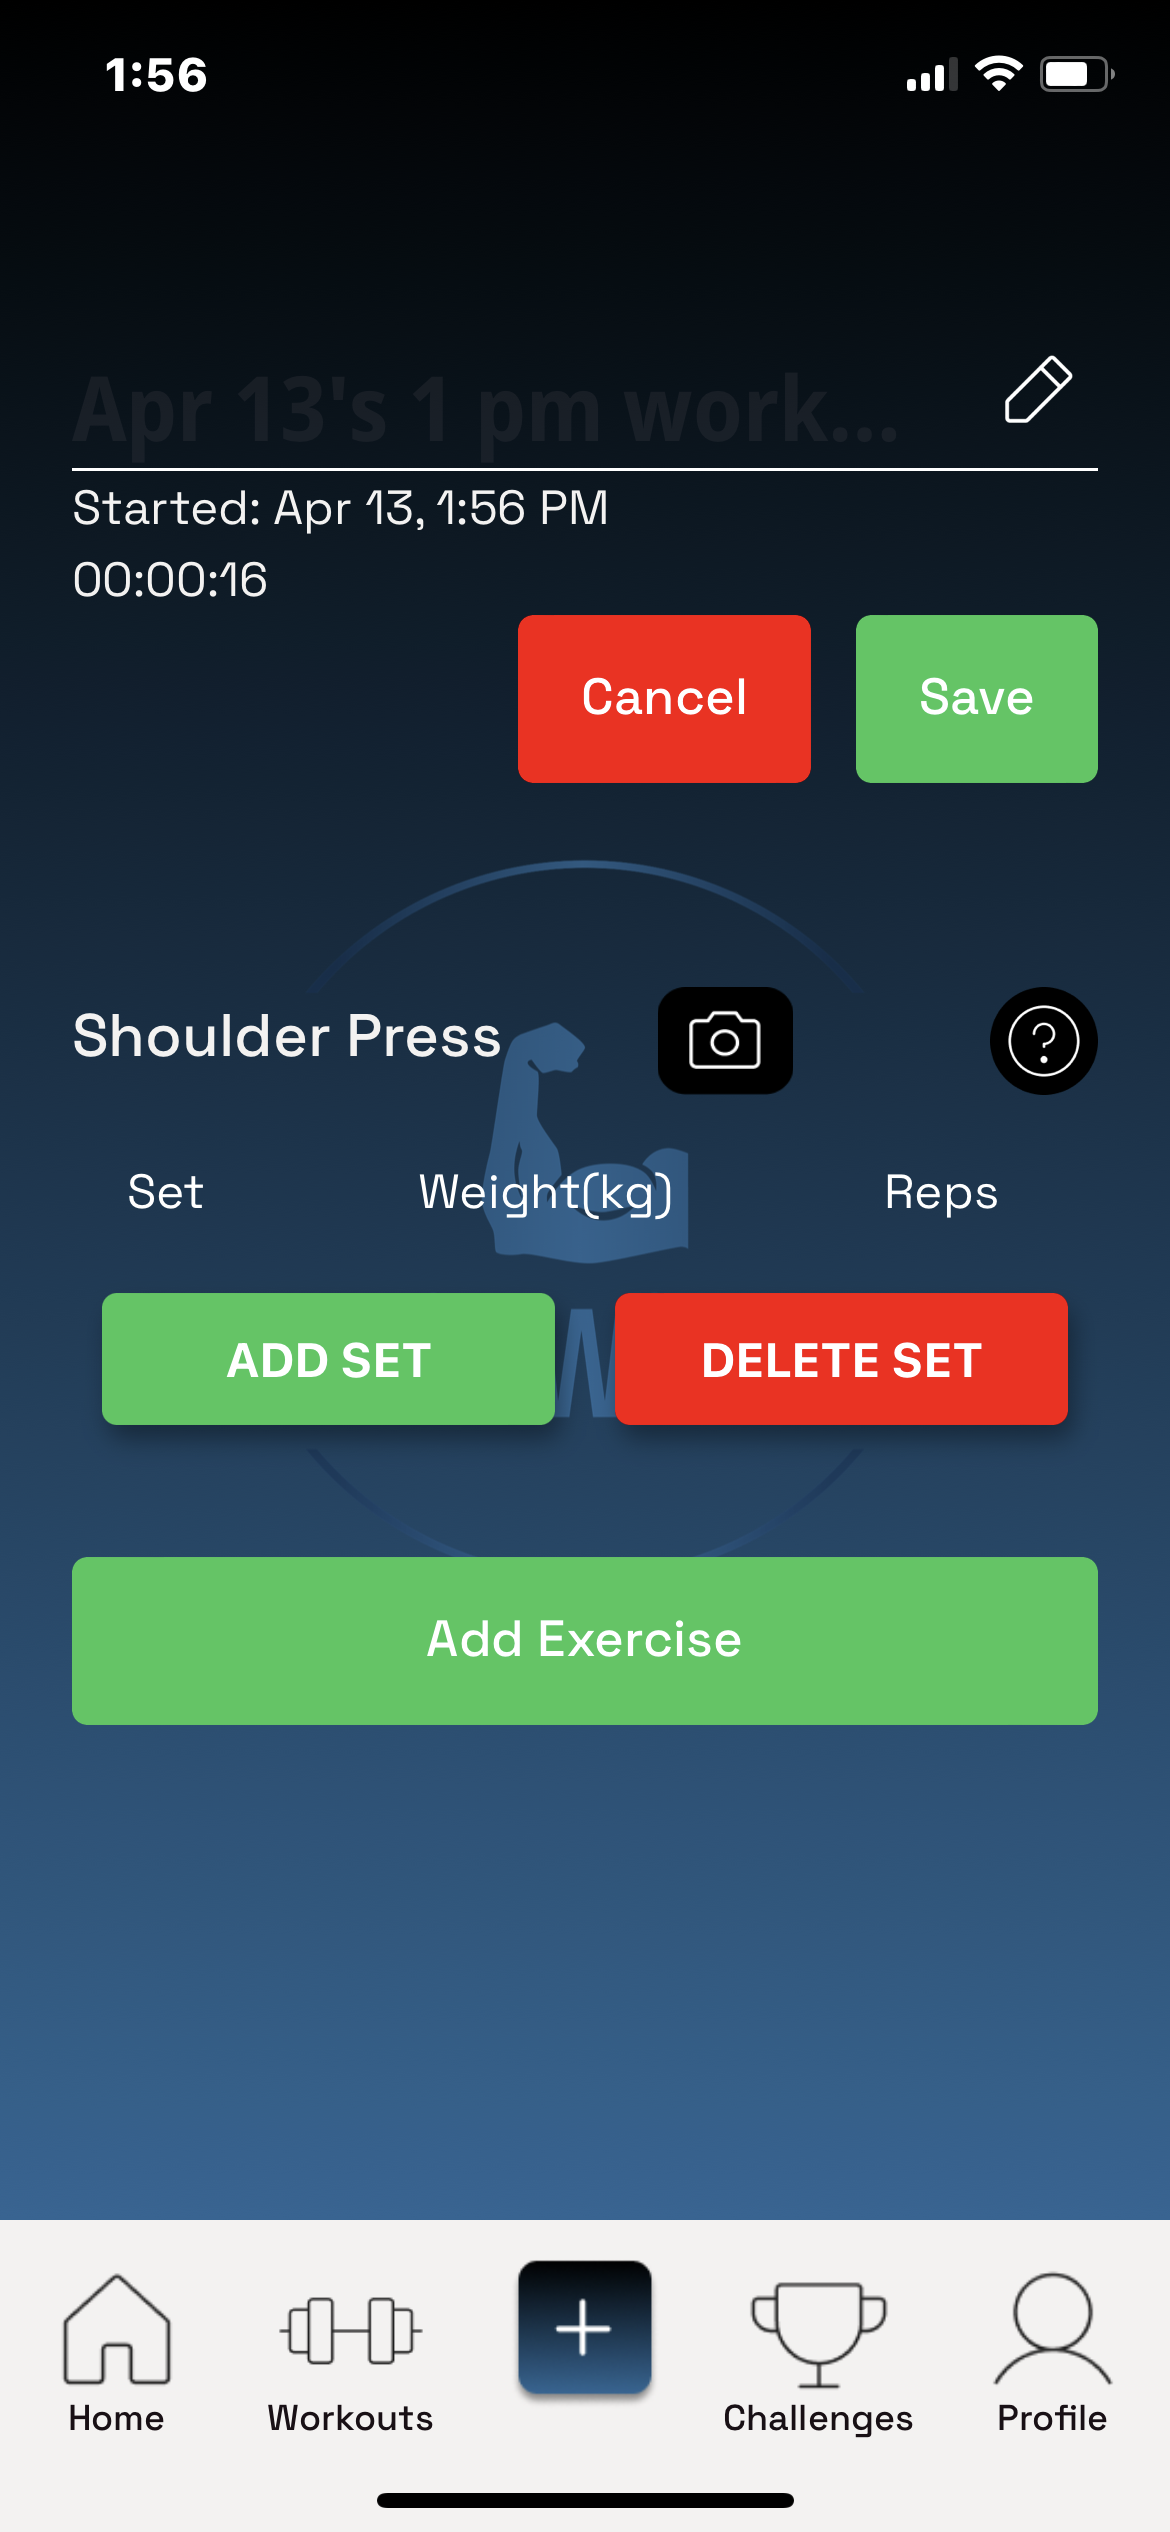 1:56
Apr 13's 1 pm work...
Started: Apr 13, 1:56 PM
00:00:16
Cancel Save
Shoulder Press
Set Weight(kg) Reps
W
ADD SET DELETE SET
Add Exercise
Home Workouts Challenges Profile